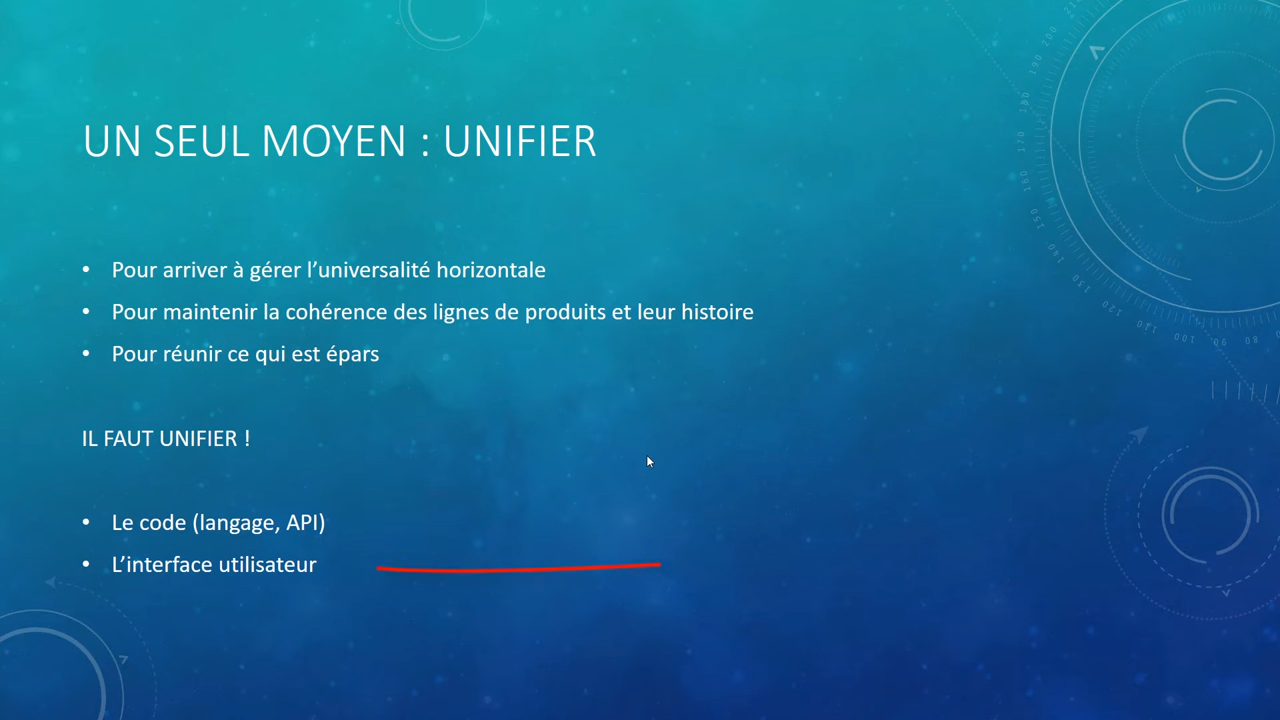 UN SEUL MOYEN : UNIFIER
• Pour arriver à gérer l’universalité horizontale
• Pour maintenir la cohérence des lignes de produits et leur histoire
• Pour réunir ce qui est épars
IL FAUT UNIFIER !
• Le code (langage, API)
• L’interface utilisateur